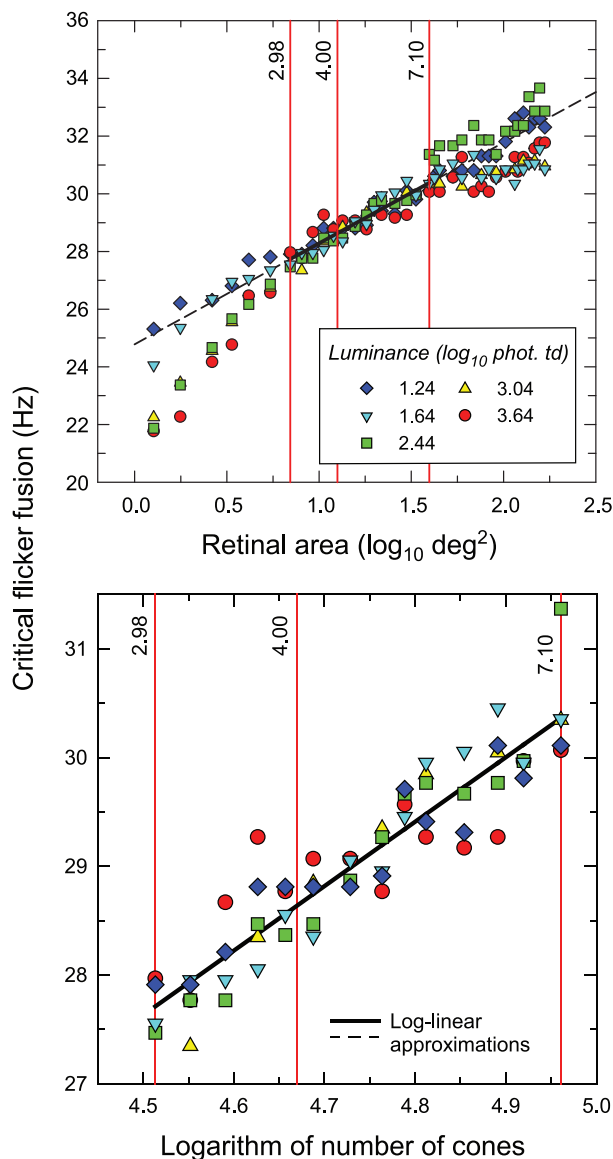 Critical flicker fusion (Hz)
36
34
32
30
28
26
24
22
20
2.98
4.00
7.10
Luminance (log10 phot. td)
1.24 3.04
1.64 3.64
2.44
0.0 0.5 1.0 1.5 2.0 2.5
Retinal area (log10 deg2)
31
30
29
28
27
2.98
4.00
7.10
Log-linear
approximations
4.5 4.6 4.7 4.8 4.9 5.0
Logarithm of number of cones